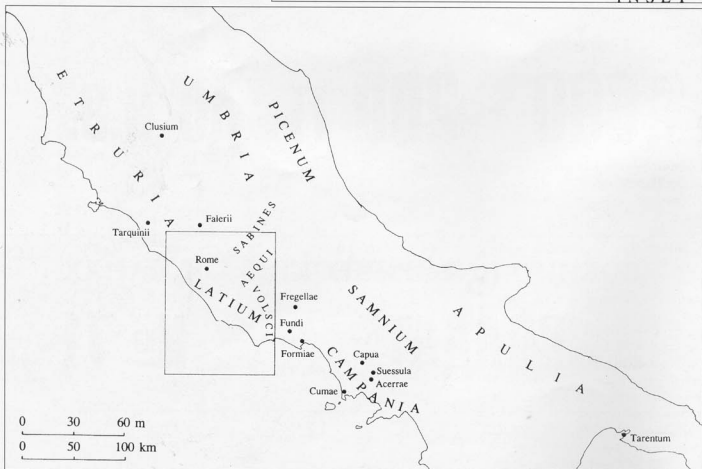 INSET
ETRURIA
UMBRIA
PICENUM
Clusium
Falerii
Tarquinii
SABINES
Rome
AEQUI
LATIUM
VOLSCI
Fregellae
SAMNIUM
APULIA
Fundi
Formiae
CAMPANIA
Capua
Suessula
Acerrae
Cumae
Tarentum
0 30 60 m
0 50 100 km